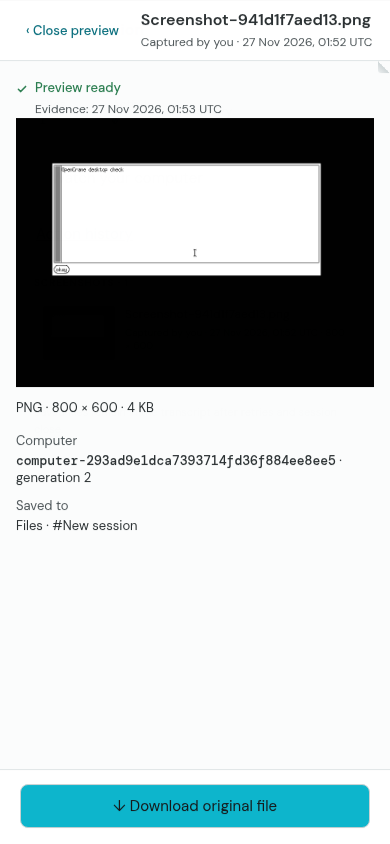 ‹ Close preview
Screenshot-941d1f7aed13.png
Captured by you · 27 Nov 2026, 01:52 UTC
Preview ready
Evidence: 27 Nov 2026, 01:53 UTC
OpenCrane desktop check
okay
PNG · 800 × 600 · 4 KB
Computer
computer-293ad9e1dca7393714fd36f884ee8ee5 ·
generation 2
Saved to
Files · #New session
↓ Download original file